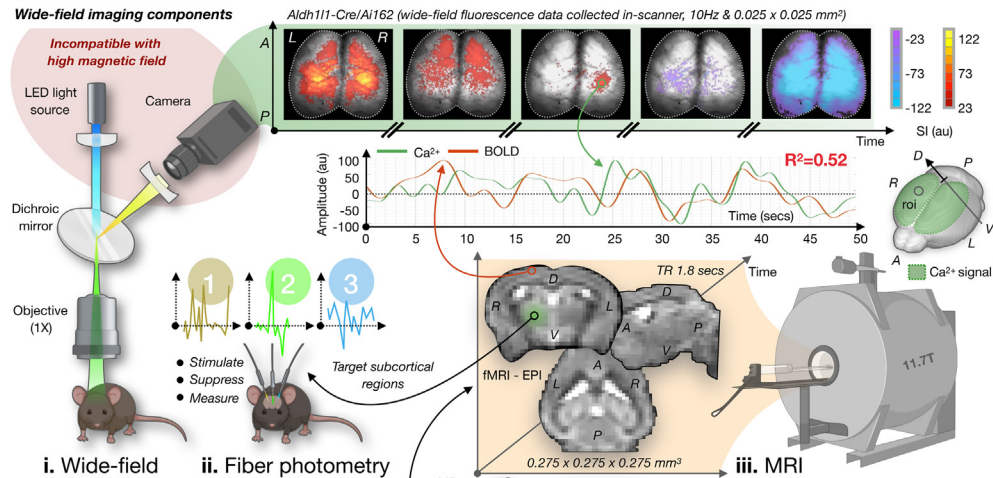 Wide-field imaging components
Incompatible with
high magnetic field
LED light
source
Camera
Dichroic
mirror
Objective
(1X)
i. Wide-field
Aldh1l1-Cre/Ai162 (wide-field fluorescence data collected in-scanner, 10Hz & 0.025 x 0.025 mm²)
A
P
L
R
Time
-23
-73
-122
122
73
23
SI (au)
Ca²⁺
BOLD
R²=0.52
Amplitude (au)
100
50
0
-50
-100
Time (secs)
0
5
10
15
20
25
30
35
40
45
50
D
P
R
roi
V
L
A
Ca²⁺ signal
1
2
3
Stimulate
Suppress
Measure
Target subcortical
regions
ii. Fiber photometry
TR 1.8 secs
Time
D
R
L
V
D
A
P
V
fMRI - EPI
A
L
R
P
0.275 x 0.275 x 0.275 mm³
11.7T
iii. MRI